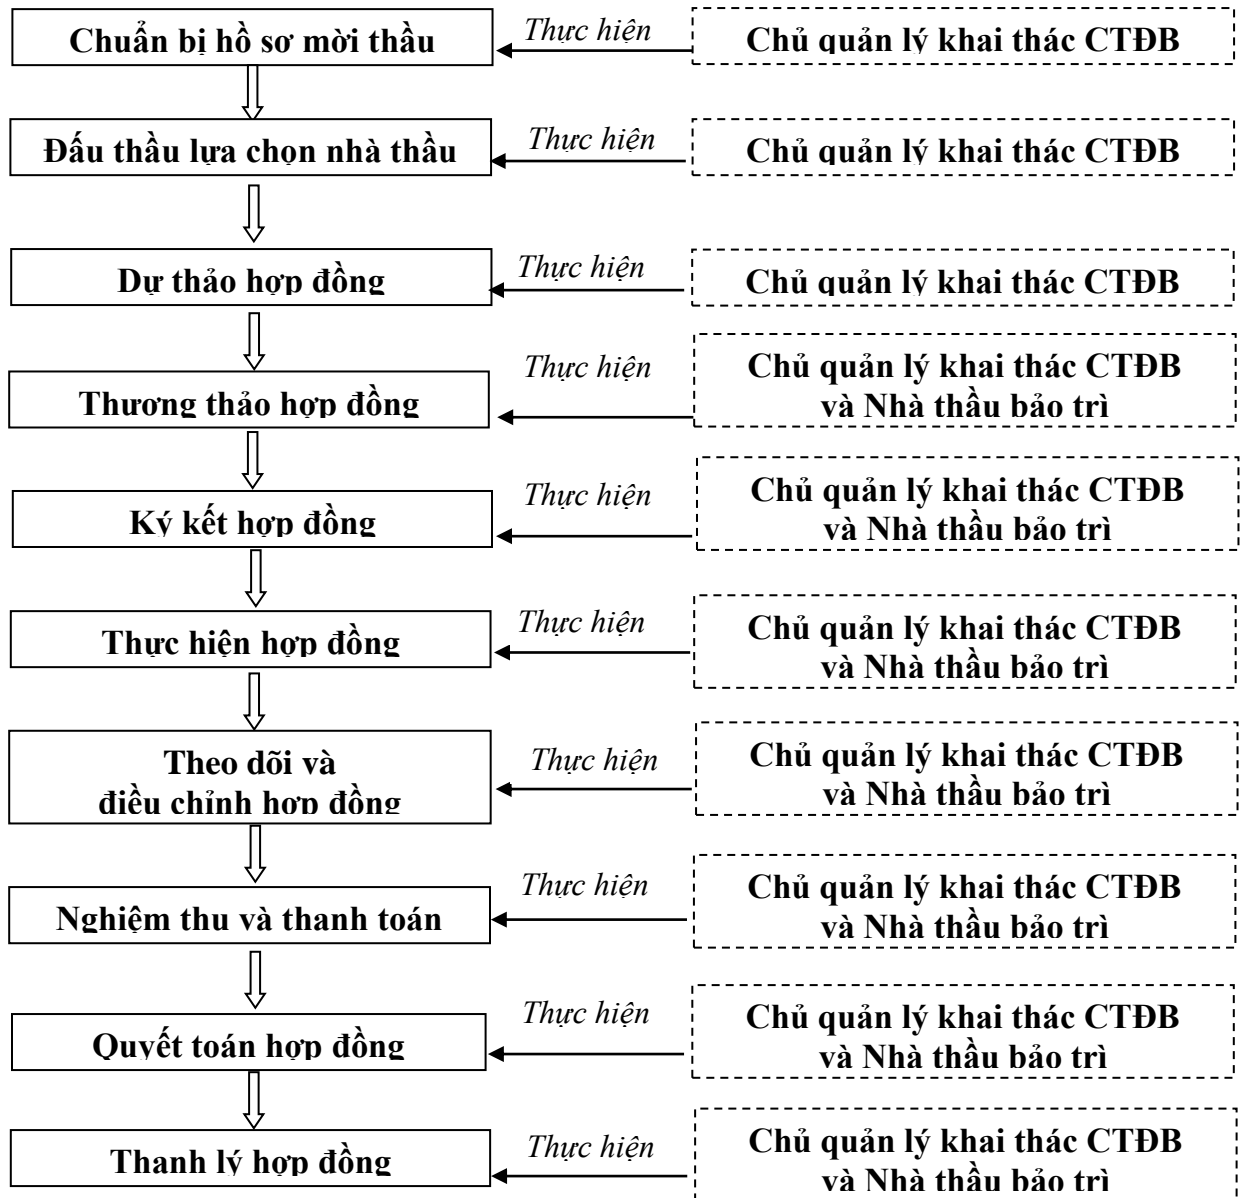 Chuẩn bị hồ sơ mời thầu
Thực hiện
Chủ quản lý khai thác CTĐB
Đấu thầu lựa chọn nhà thầu
Thực hiện
Chủ quản lý khai thác CTĐB
Dự thảo hợp đồng
Thực hiện
Chủ quản lý khai thác CTĐB
Thương thảo hợp đồng
Thực hiện
Chủ quản lý khai thác CTĐB
và Nhà thầu bảo trì
Ký kết hợp đồng
Thực hiện
Chủ quản lý khai thác CTĐB
và Nhà thầu bảo trì
Thực hiện hợp đồng
Thực hiện
Chủ quản lý khai thác CTĐB
và Nhà thầu bảo trì
Theo dõi và
điều chỉnh hợp đồng
Thực hiện
Chủ quản lý khai thác CTĐB
và Nhà thầu bảo trì
Nghiệm thu và thanh toán
Thực hiện
Chủ quản lý khai thác CTĐB
và Nhà thầu bảo trì
Quyết toán hợp đồng
Thực hiện
Chủ quản lý khai thác CTĐB
và Nhà thầu bảo trì
Thanh lý hợp đồng
Thực hiện
Chủ quản lý khai thác CTĐB
và Nhà thầu bảo trì